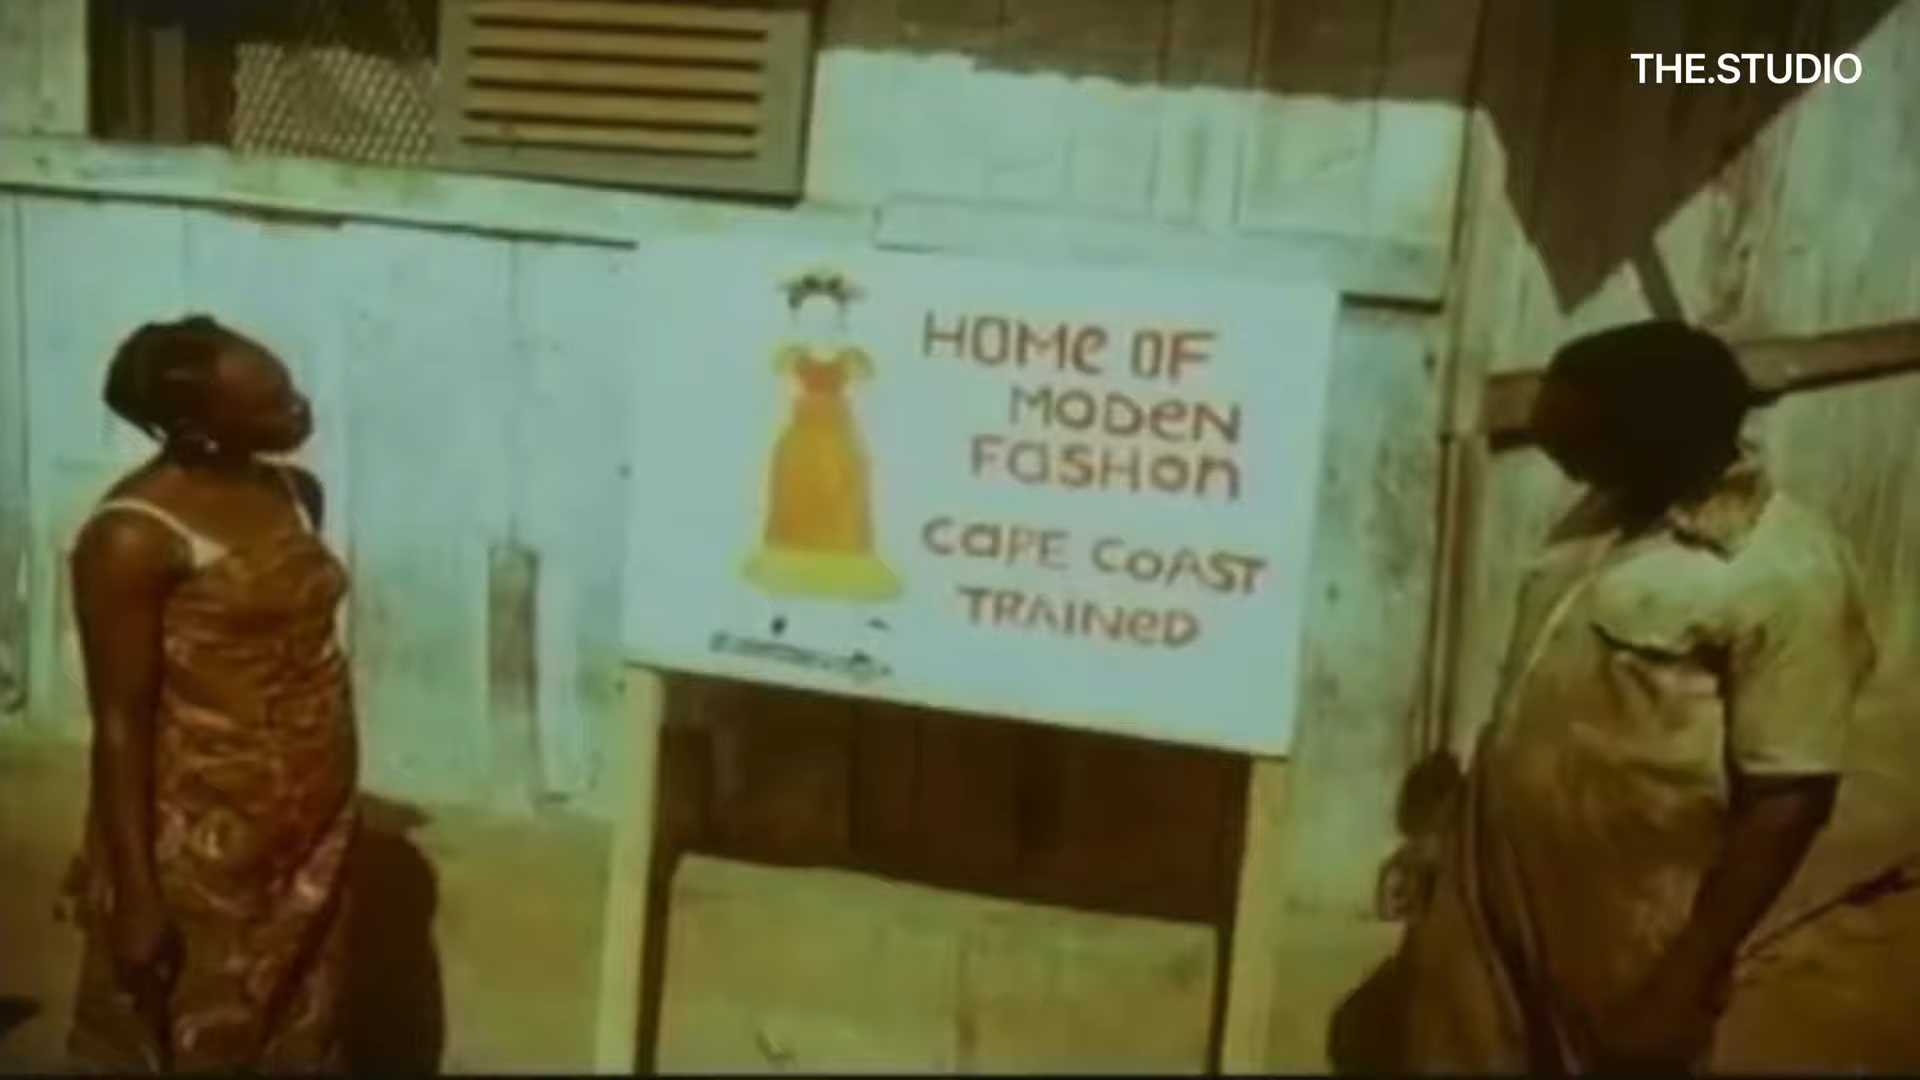 THE.STUDIO
HOMe OF
MODeN
FaSHon
CaPE CoAST
TRAINeD